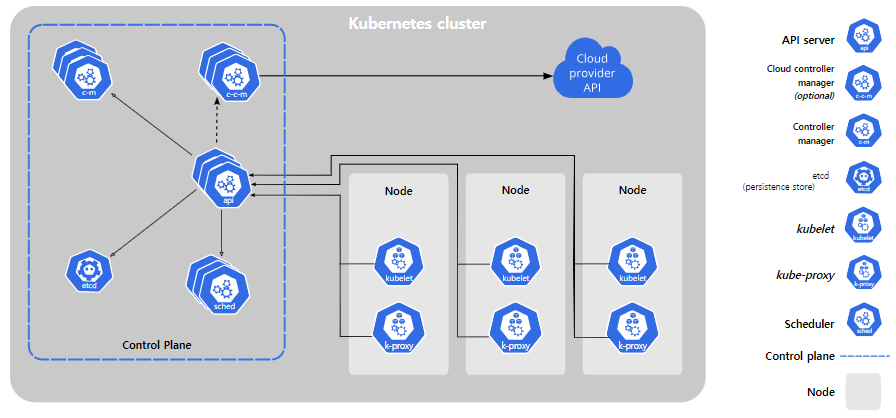 Kubernetes cluster
c-m
c-c-m
Cloud
provider
API
api
etcd
sched
Control Plane
Node
Node
Node
kubelet
kubelet
kubelet
k-proxy
k-proxy
k-proxy
API server
api
Cloud controller
manager
(optional)
c-c-m
Controller
manager
c-m
etcd
(persistence store)
etcd
kubelet
kubelet
kube-proxy
k-proxy
Scheduler
sched
Control plane
Node